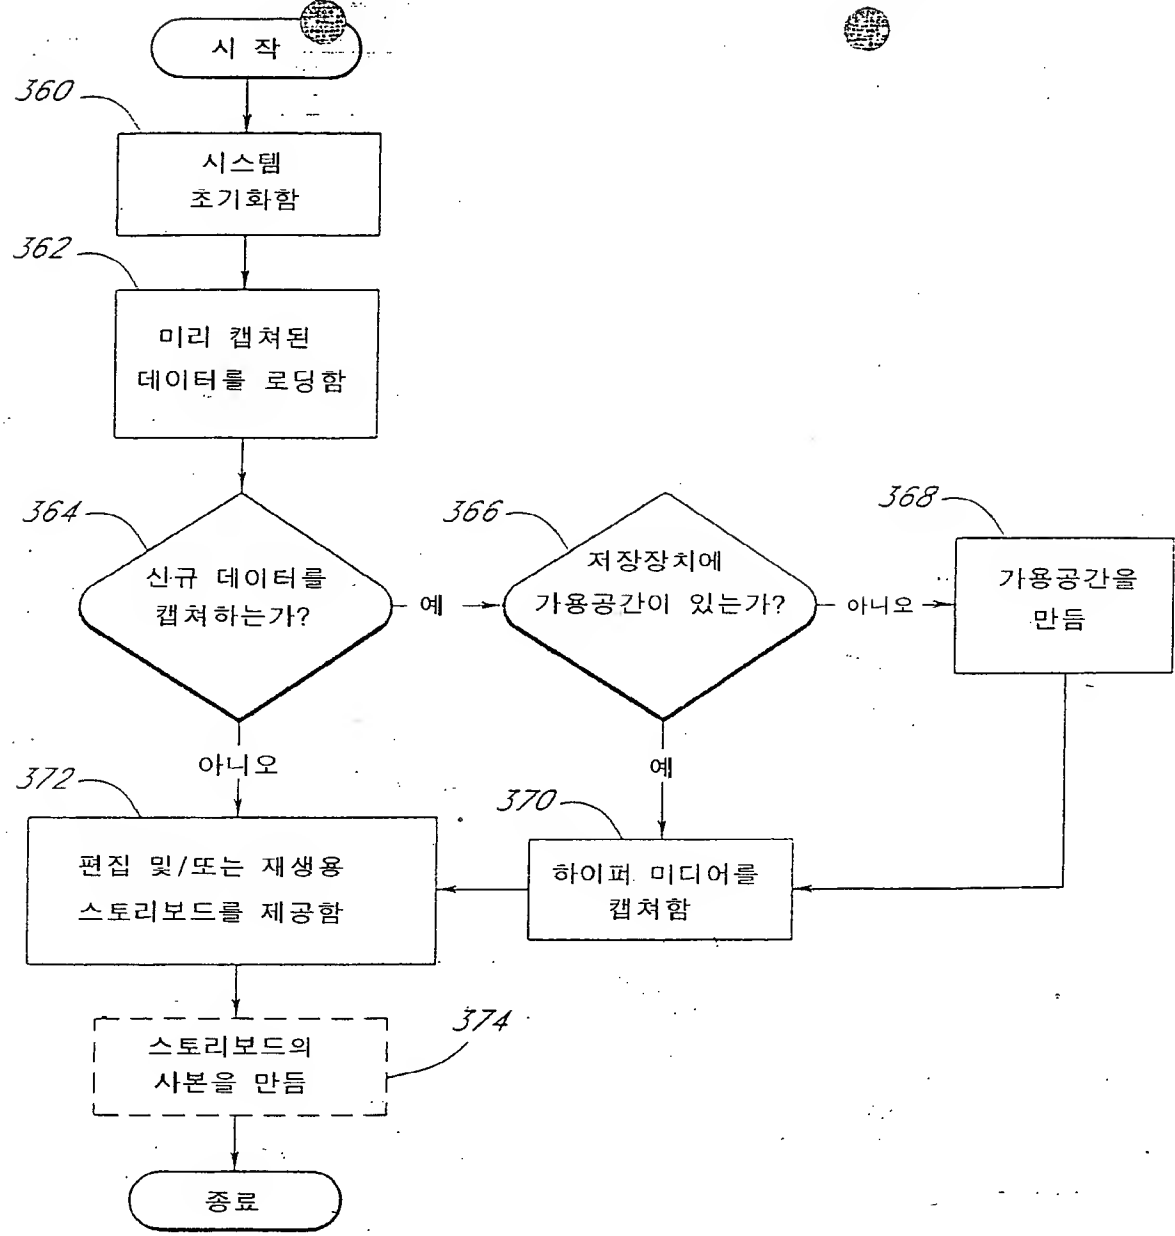 시 작
360
시스템
초기화함
362
미리 캡쳐된
데이터를 로딩함
364
신규 데이터를
캡쳐하는가?
예
366
저장장치에
가용공간이 있는가?
아니오
368
가용공간을
만듬
아니오
예
372
편집 및/또는 재생용
스토리보드를 제공함
370
하이퍼 미디어를
캡쳐함
374
스토리보드의
사본을 만듬
종료